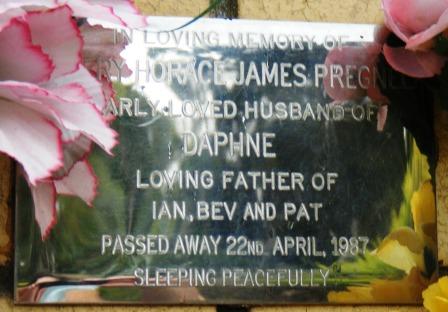 IN LOVING MEMORY OF
HORACE JAMES
LOVED HUSBAND OF
DAPHNE
LOVING FATHER OF
IAN, BEV AND PAT
PASSED AWAY 22ND APRIL, 1987
SLEEPING PEACEFULLY